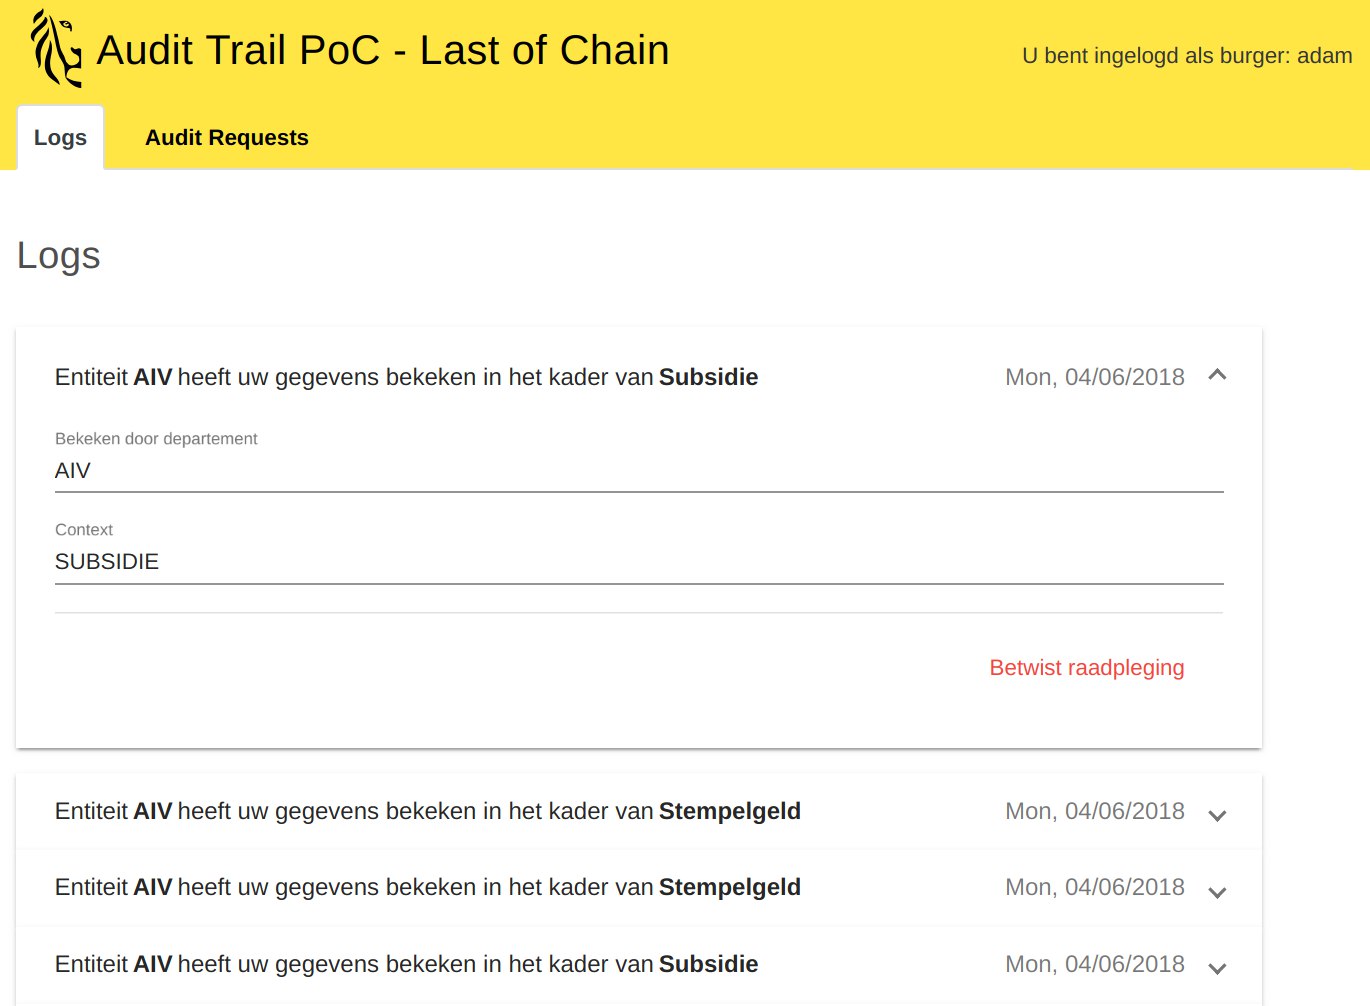 Audit Trail PoC - Last of Chain
U bent ingelogd als burger: adam
Logs
Audit Requests
Logs
Entiteit AIV heeft uw gegevens bekeken in het kader van Subsidie
Mon, 04/06/2018
Bekeken door departement
AIV
Context
SUBSIDIE
Betwist raadpleging
Entiteit AIV heeft uw gegevens bekeken in het kader van Stempelgeld
Mon, 04/06/2018
Entiteit AIV heeft uw gegevens bekeken in het kader van Stempelgeld
Mon, 04/06/2018
Entiteit AIV heeft uw gegevens bekeken in het kader van Subsidie
Mon, 04/06/2018